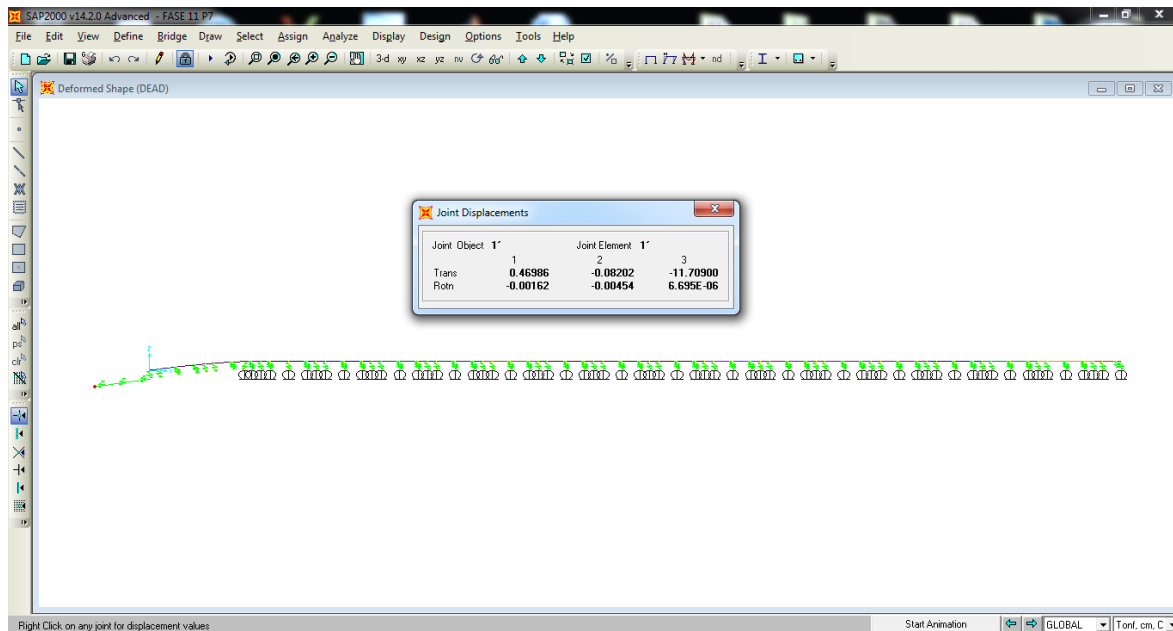 SAP2000 v14.2.0 Advanced - FASE 11 P7
File Edit View Define Bridge Draw Select Assign Analyze Display Design Options Tools Help
3-d xy xz yz nv nd
Deformed Shape (DEAD)
Joint Displacements
Joint Object 1´ Joint Element 1´
1 2 3
Trans 0.46986 -0.08202 -11.70900
Rotn -0.00162 -0.00454 6.695E-06
all
ps
clr
Right Click on any joint for displacement values
Start Animation
GLOBAL
Tonf, cm, C